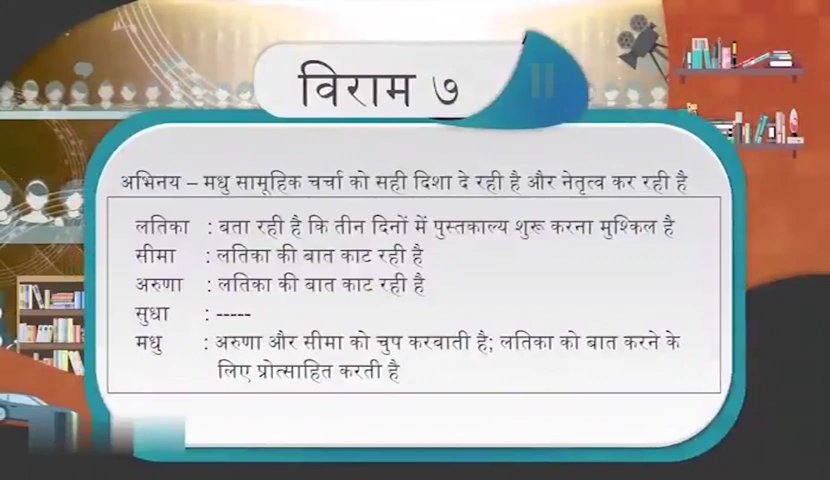 विराम ७
अभिनय – मधु सामूहिक चर्चा को सही दिशा दे रही है और नेतृत्व कर रही है
लतिका : बता रही है कि तीन दिनों में पुस्तकाल्य शुरू करना मुश्किल है
सीमा : लतिका की बात काट रही है
अरुणा : लतिका की बात काट रही है
सुधा : -----
मधु : अरुणा और सीमा को चुप करवाती है; लतिका को बात करने के
लिए प्रोत्साहित करती है